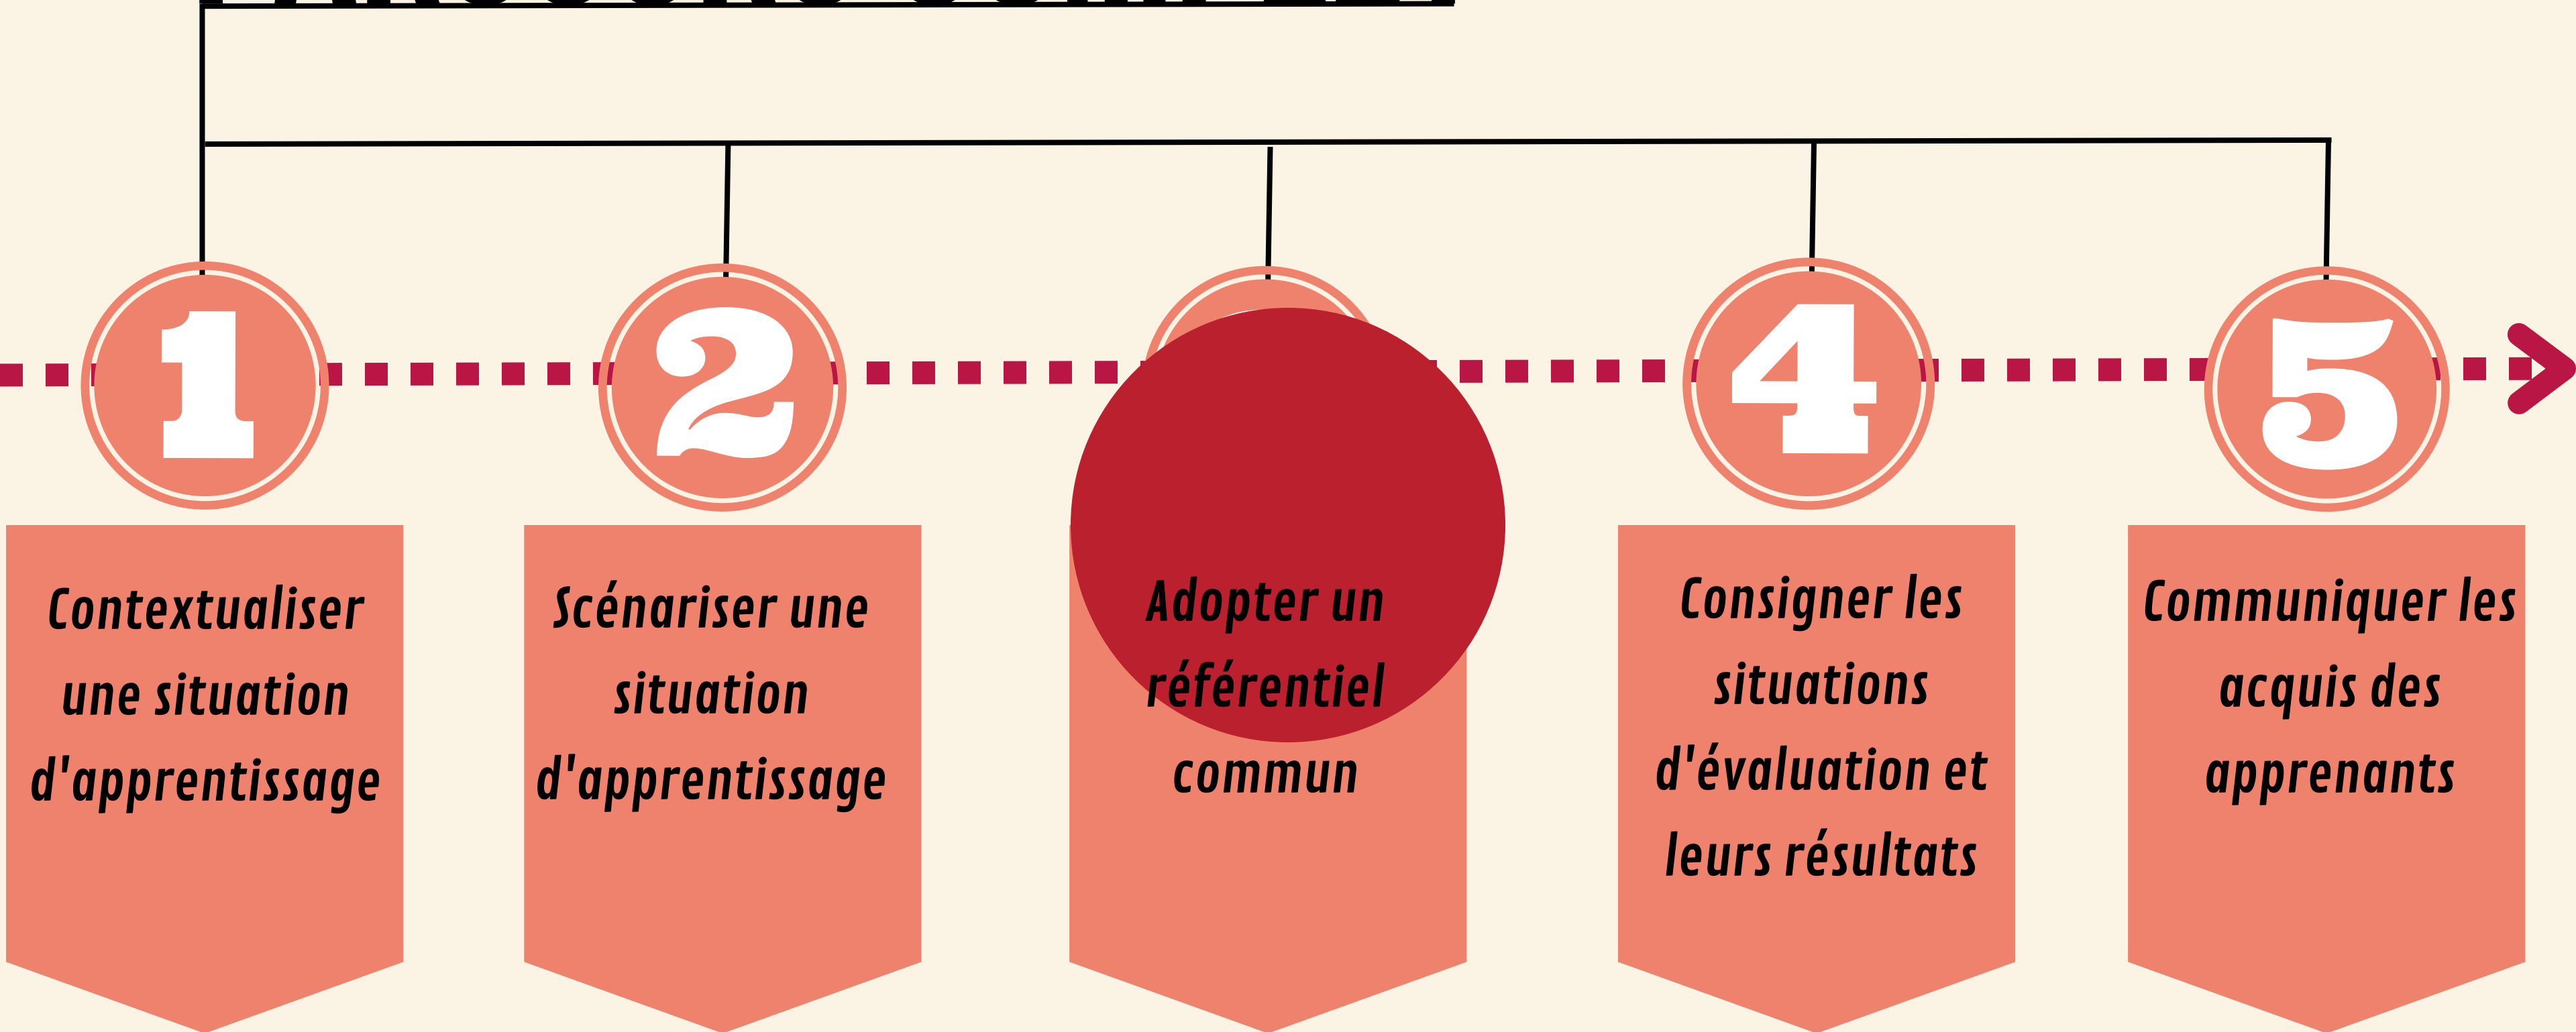 1
2
4
5
Contextualiser
une situation
d'apprentissage
Scénariser une
situation
d'apprentissage
Adopter un
référentiel
commun
Consigner les
situations
d'évaluation et
leurs résultats
Communiquer les
acquis des
apprenants